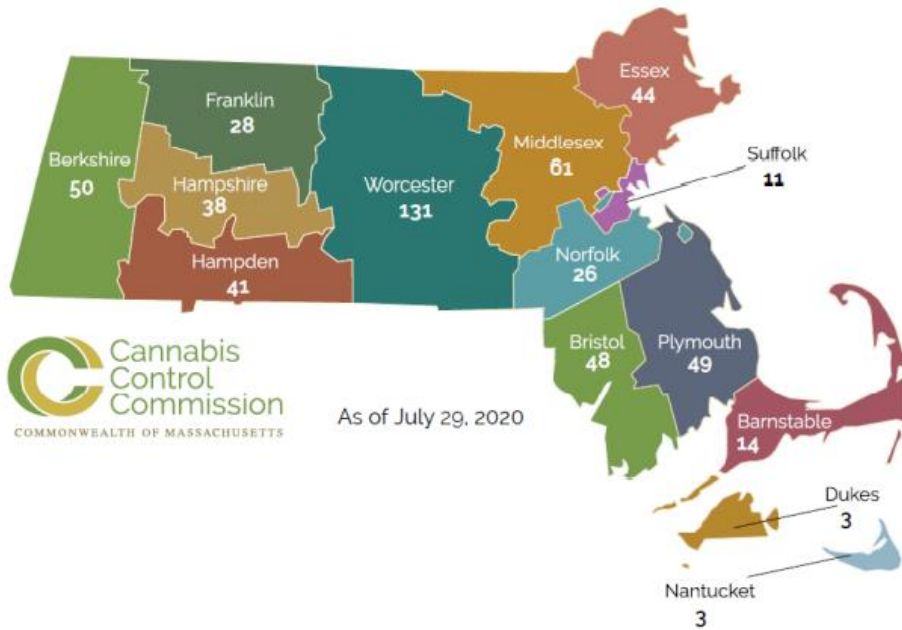 Essex
44
Franklin
28
Middlesex
61
Suffolk
11
Berkshire
50
Hampshire
38
Worcester
131
Norfolk
26
Hampden
41
Bristol
48
Plymouth
49
Cannabis
Control
Commission
COMMONWEALTH OF MASSACHUSETTS
As of July 29, 2020
Barnstable
14
Dukes
3
Nantucket
3